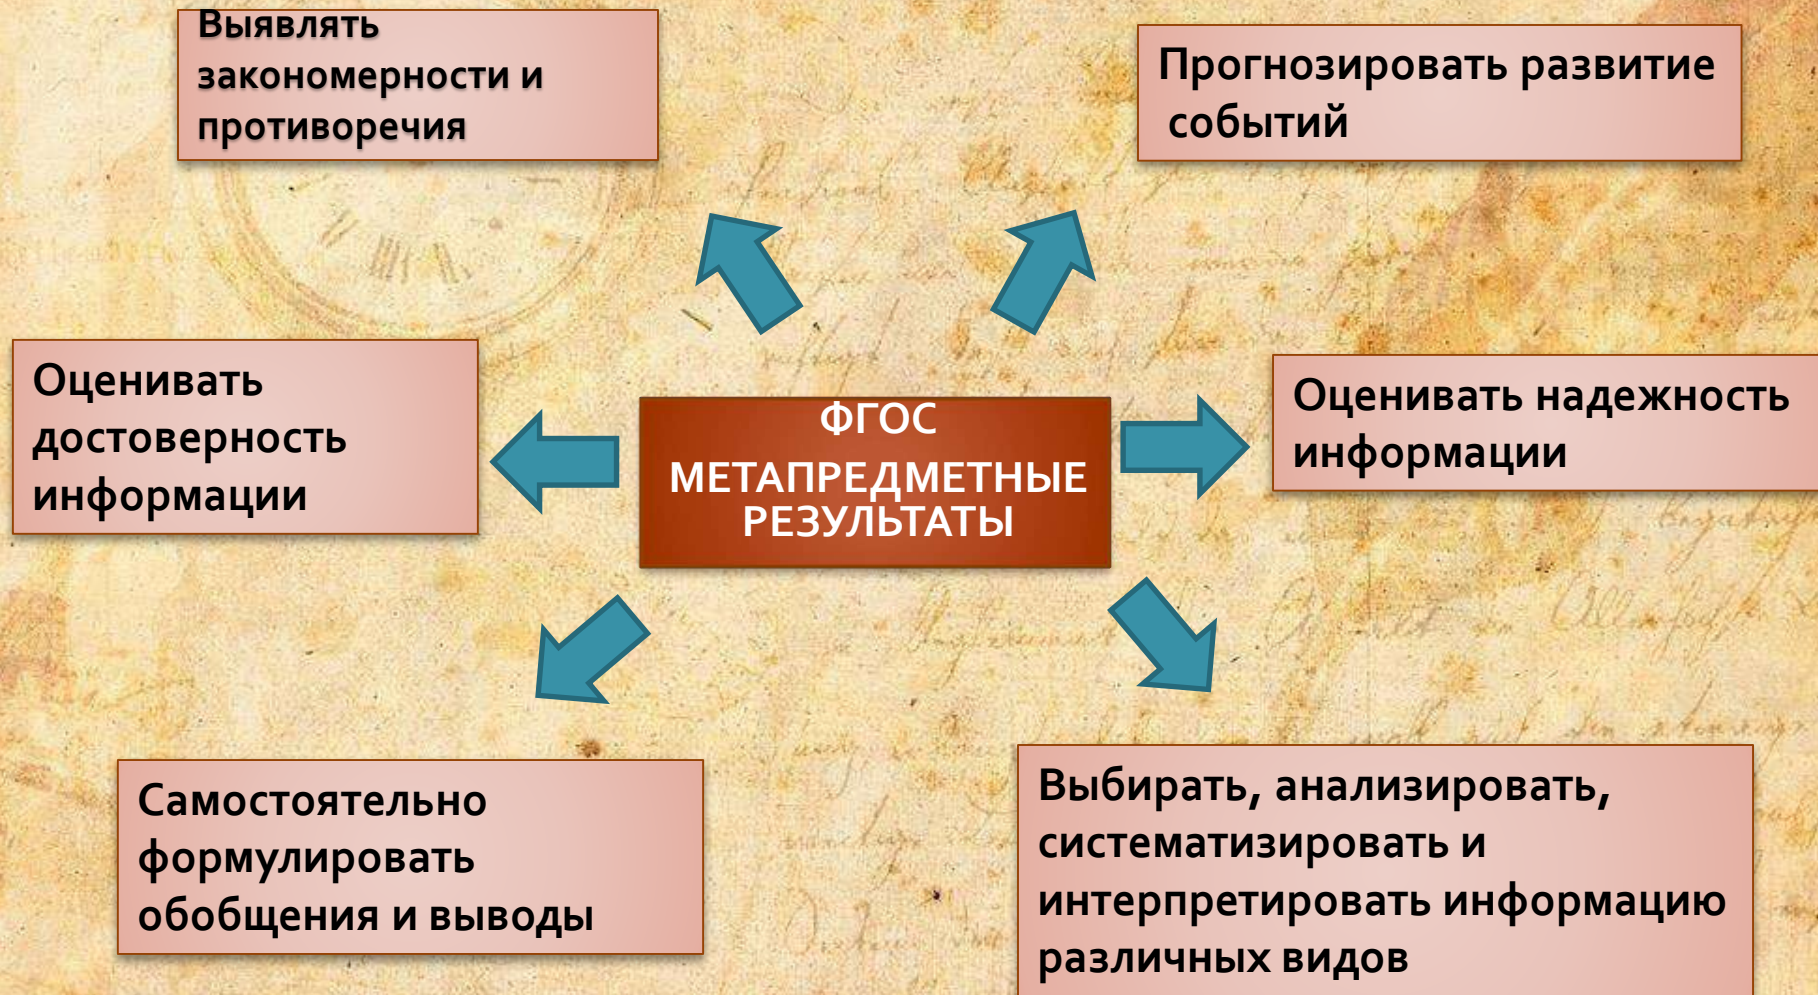 Выявлять
закономерности и
противоречия
Прогнозировать развитие
событий
Оценивать
достоверность
информации
ФГОС
МЕТАПРЕДМЕТНЫЕ
РЕЗУЛЬТАТЫ
Оценивать надежность
информации
Самостоятельно
формулировать
обобщения и выводы
Выбирать, анализировать,
систематизировать и
интерпретировать информацию
различных видов